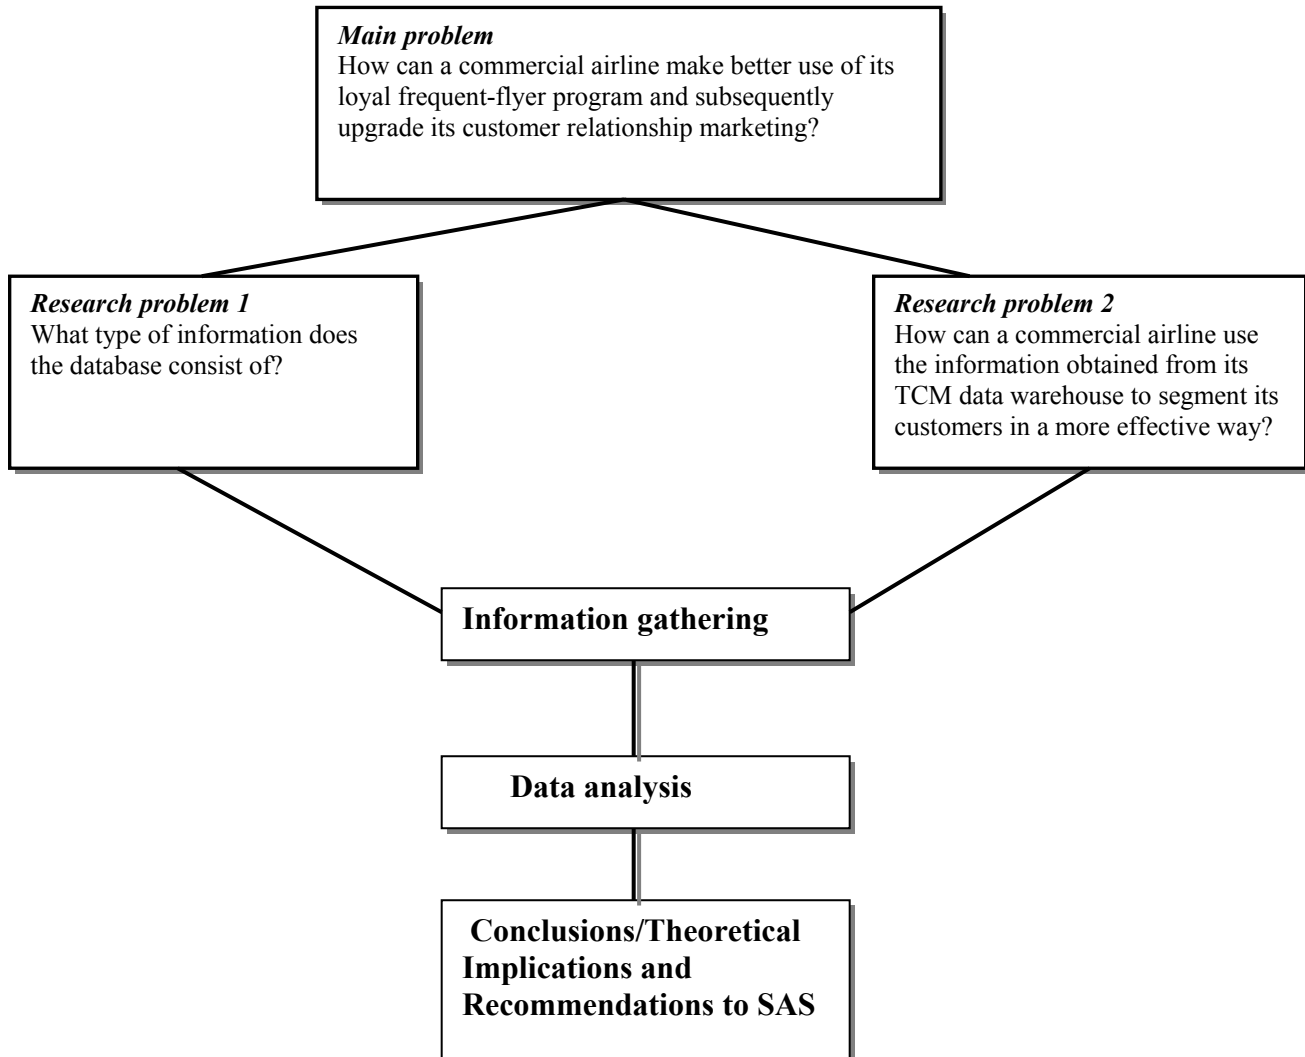 Main problem
How can a commercial airline make better use of its
loyal frequent-flyer program and subsequently
upgrade its customer relationship marketing?
Research problem 1
What type of information does
the database consist of?
Research problem 2
How can a commercial airline use
the information obtained from its
TCM data warehouse to segment its
customers in a more effective way?
Information gathering
Data analysis
Conclusions/Theoretical
Implications and
Recommendations to SAS